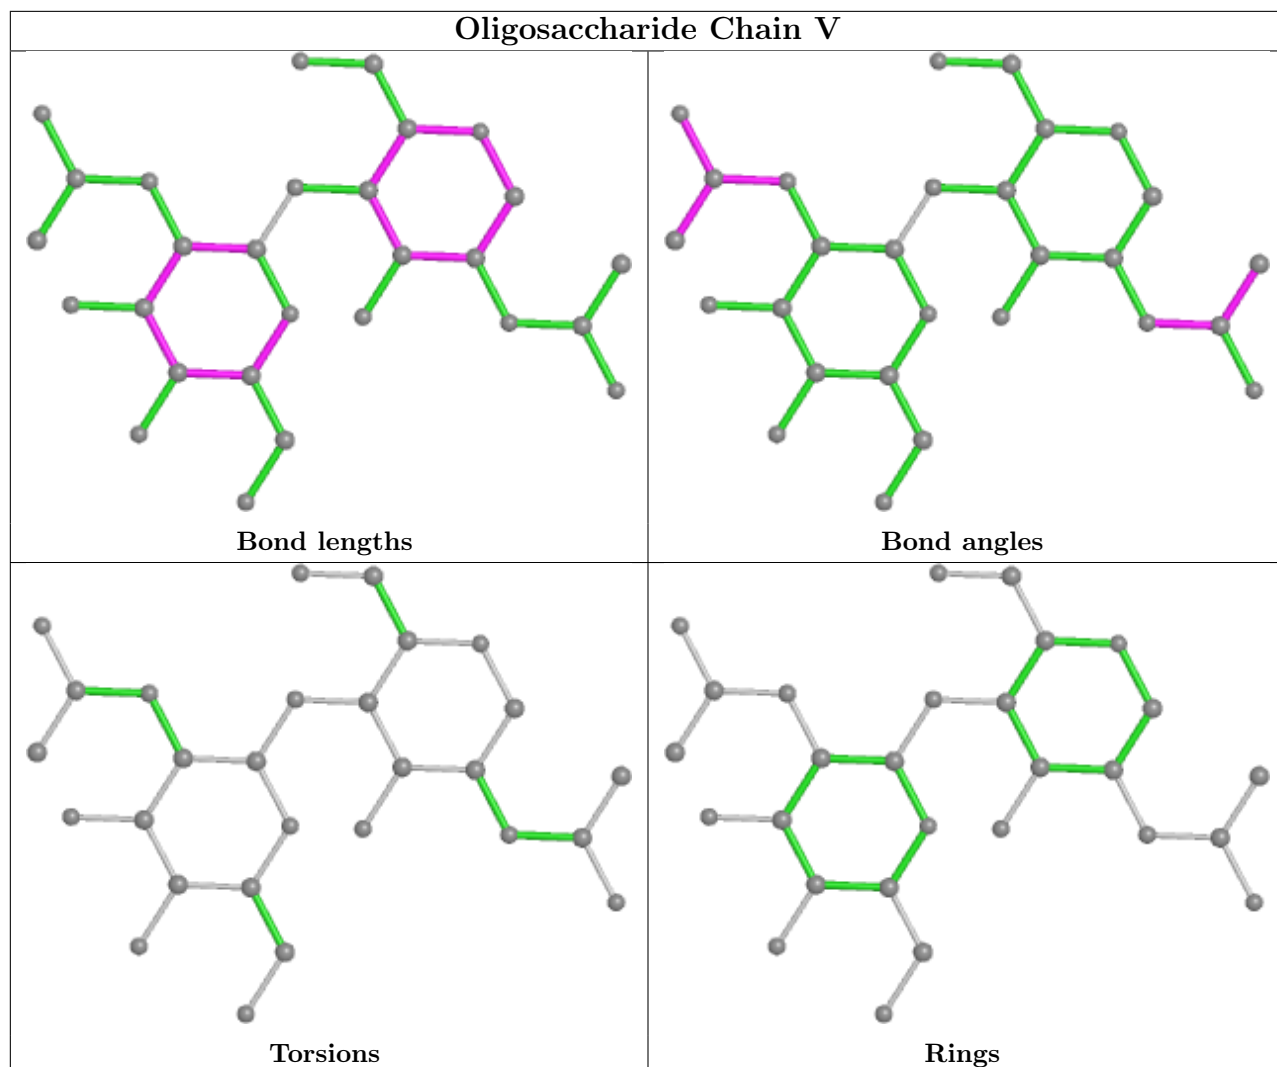 Oligosaccharide Chain V
Bond lengths
Bond angles
Torsions
Rings